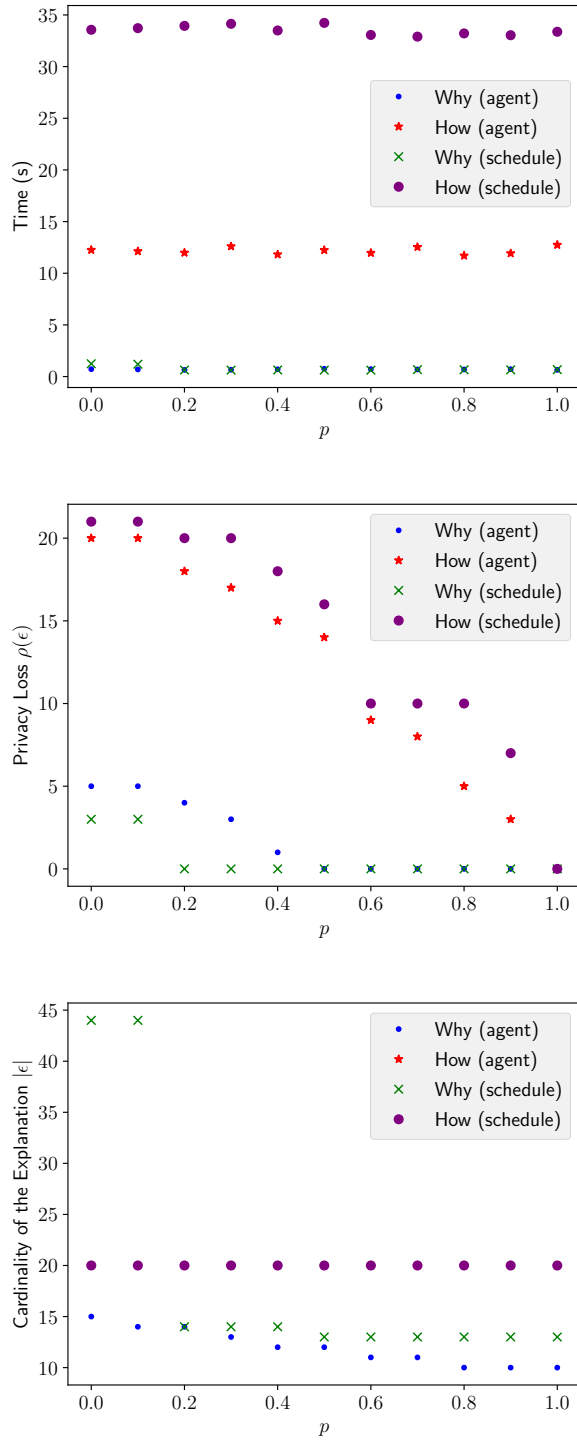 35
30
25
20
15
10
5
0
Time (s)
Why (agent)
How (agent)
Why (schedule)
How (schedule)
0.0 0.2 0.4 0.6 0.8 1.0
p
20
15
10
5
0
Privacy Loss ρ(ϵ)
Why (agent)
How (agent)
Why (schedule)
How (schedule)
0.0 0.2 0.4 0.6 0.8 1.0
p
45
40
35
30
25
20
15
10
Cardinality of the Explanation |ϵ|
Why (agent)
How (agent)
Why (schedule)
How (schedule)
0.0 0.2 0.4 0.6 0.8 1.0
p